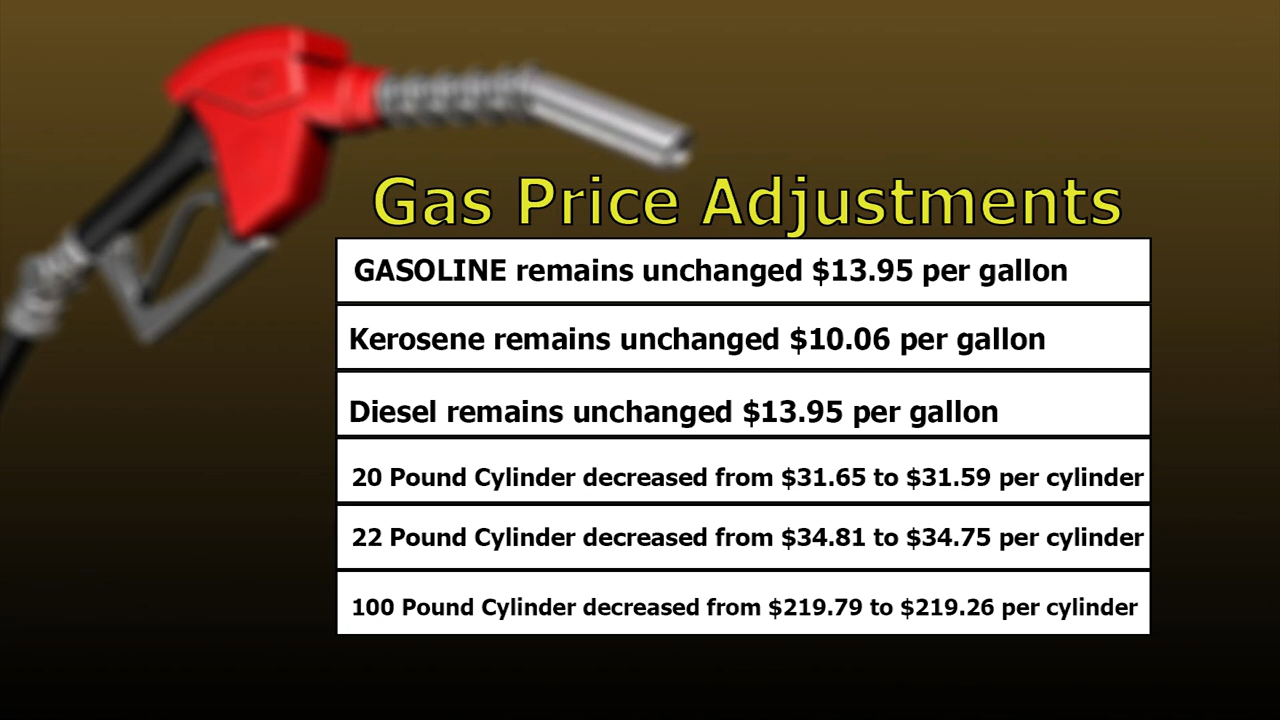 Gas Price Adjustments
GASOLINE remains unchanged $13.95 per gallon
Kerosene remains unchanged $10.06 per gallon
Diesel remains unchanged $13.95 per gallon
20 Pound Cylinder decreased from $31.65 to $31.59 per cylinder
22 Pound Cylinder decreased from $34.81 to $34.75 per cylinder
100 Pound Cylinder decreased from $219.79 to $219.26 per cylinder